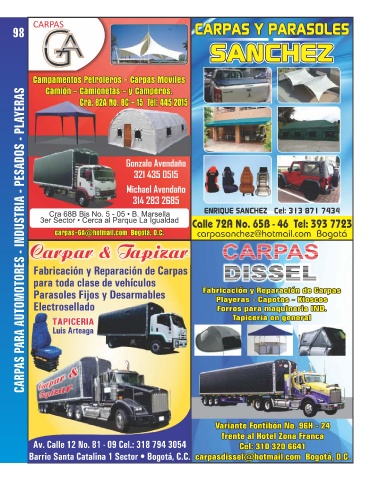 98
CARPAS PARA AUTOMOTORES - INDUSTRIA - PESADOS - PLAYERAS
CARPAS
GA
Campamentos Petroleros - Carpas Moviles
Camión - Camionetas - y Camperos.
Cra. 82A No. 6C - 15 Tel: 445 2015
Gonzalo Avendaño
321 435 0515
Michael Avendaño
314 283 2685
Cra 68B Bis No. 5 - 05 • B. Marsella
3er Sector • Cerca al Parque La Igualdad
carpas-GA@hotmail.com Bogotá, D.C.
CARPAS Y PARASOLES
SANCHEZ
ENRIQUE SANCHEZ Cel: 313 871 7434
Calle 72A No. 65B - 46 Tel: 393 7723
carpasanchez@hotmail.com Bogotá
Carpar & Tapizar
Fabricación y Reparación de Carpas
para toda clase de vehículos
Parasoles Fijos y Desarmables
Electrosellado
TAPICERIA
Luis Arteaga
Carpar &
Tapizar
Av. Calle 12 No. 81 - 09 Cel.: 318 794 3054
Barrio Santa Catalina 1 Sector • Bogotá, C.C.
CARPAS
DISSEL
Fabricación y Reparación de Carpas
Playeras - Capotas - Kioscos
Forros para maquinaria IND.
Tapiceria en general
Variante Fontibón No. 96H - 24
frente al Hotel Zona Franca
Cel: 310 320 6641
carpasdissel@hotmail.com Bogotá, D.C.